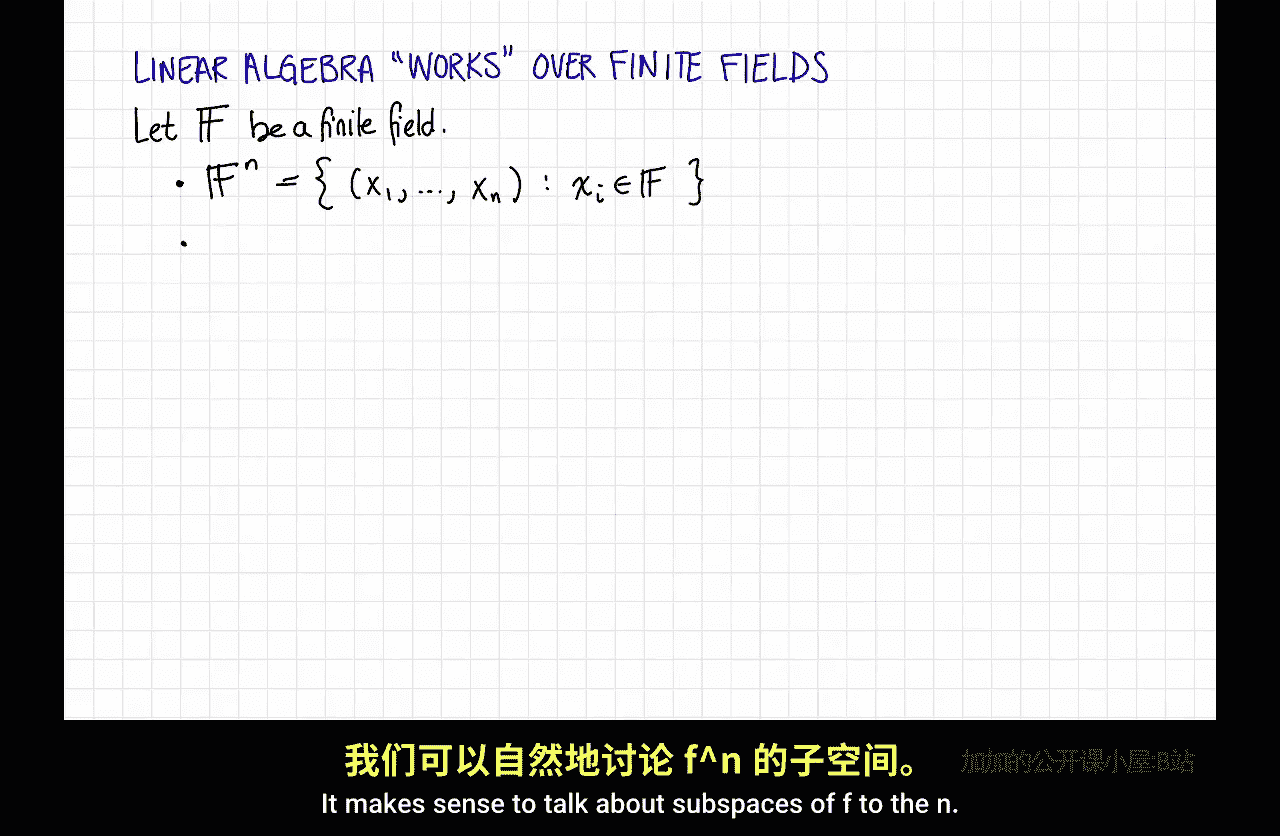 LINEAR ALGEBRA “WORKS” OVER FINITE FIELDS
Let 𝔽 be a finite field.
• 𝔽ⁿ = { (x₁, ..., xₙ) : xᵢ ∈ 𝔽 }
•
我们可以自然地讨论 f^n 的子空间。
加加的公开课小屋:B站
It makes sense to talk about subspaces of f to the n.